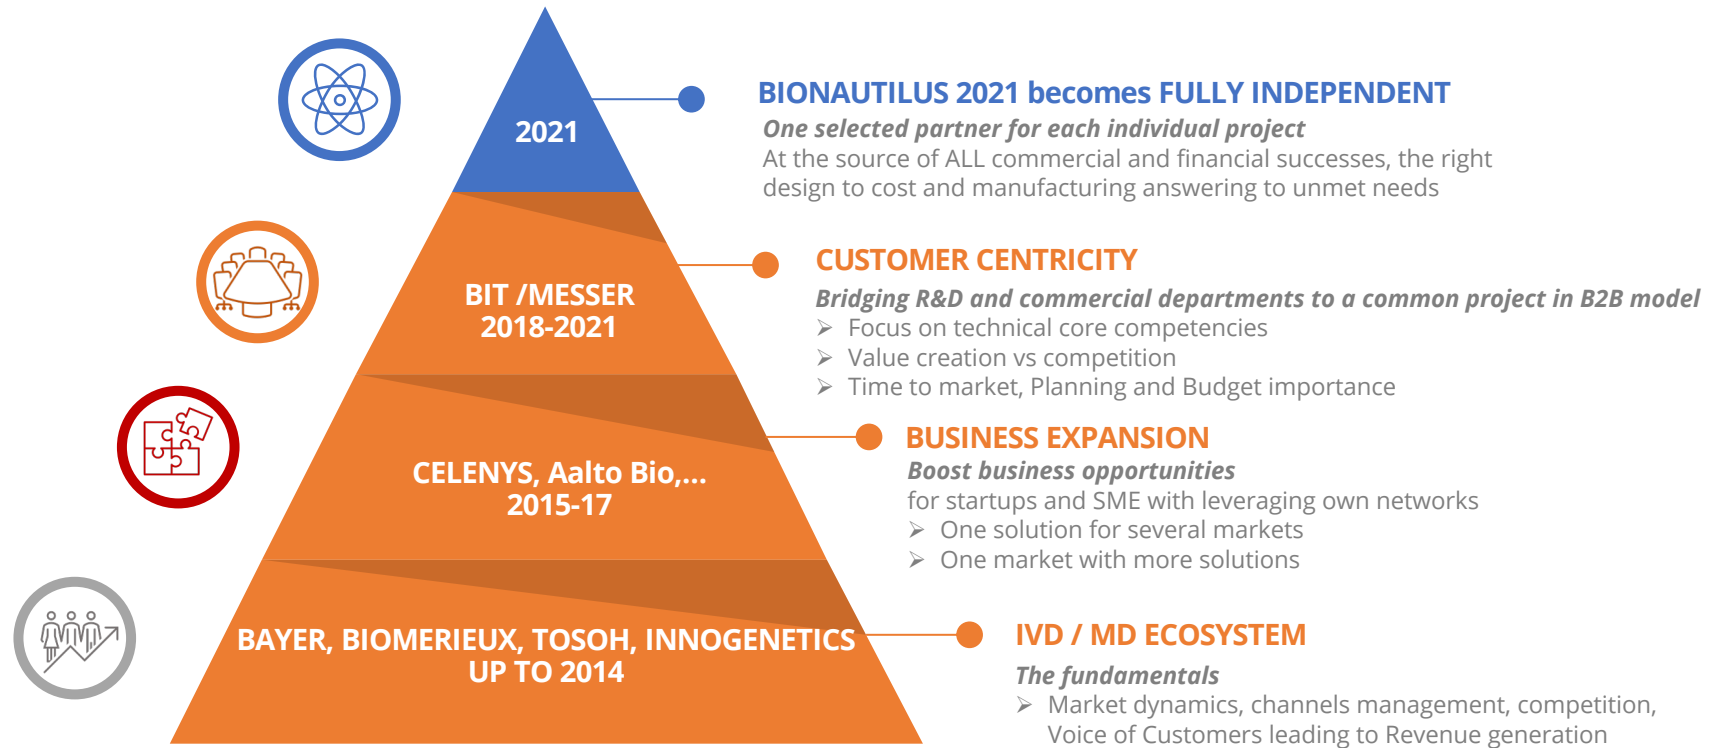 2021
BIONAUTILUS 2021 becomes FULLY INDEPENDENT
One selected partner for each individual project
At the source of ALL commercial and financial successes, the right
design to cost and manufacturing answering to unmet needs
BIT /MESSER
2018-2021
CUSTOMER CENTRICITY
Bridging R&D and commercial departments to a common project in B2B model
➢ Focus on technical core competencies
➢ Value creation vs competition
➢ Time to market, Planning and Budget importance
CELENYS, Aalto Bio,...
2015-17
BUSINESS EXPANSION
Boost business opportunities
for startups and SME with leveraging own networks
➢ One solution for several markets
➢ One market with more solutions
BAYER, BIOMERIEUX, TOSOH, INNOGENETICS
UP TO 2014
IVD / MD ECOSYSTEM
The fundamentals
➢ Market dynamics, channels management, competition,
Voice of Customers leading to Revenue generation